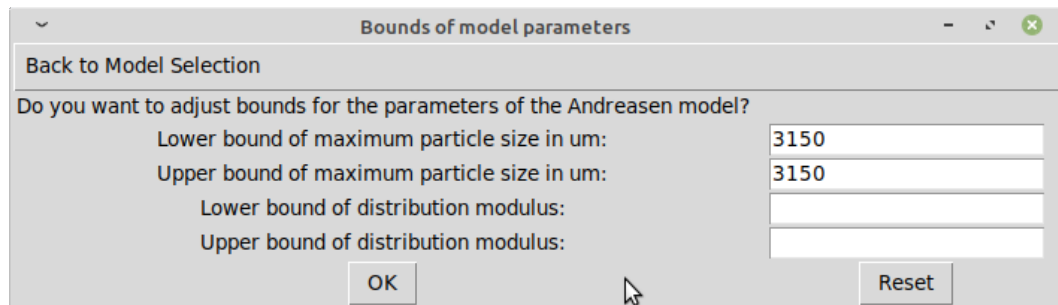 Bounds of model parameters
Back to Model Selection
Do you want to adjust bounds for the parameters of the Andreasen model?
Lower bound of maximum particle size in um: 3150
Upper bound of maximum particle size in um: 3150
Lower bound of distribution modulus:
Upper bound of distribution modulus:
OK Reset